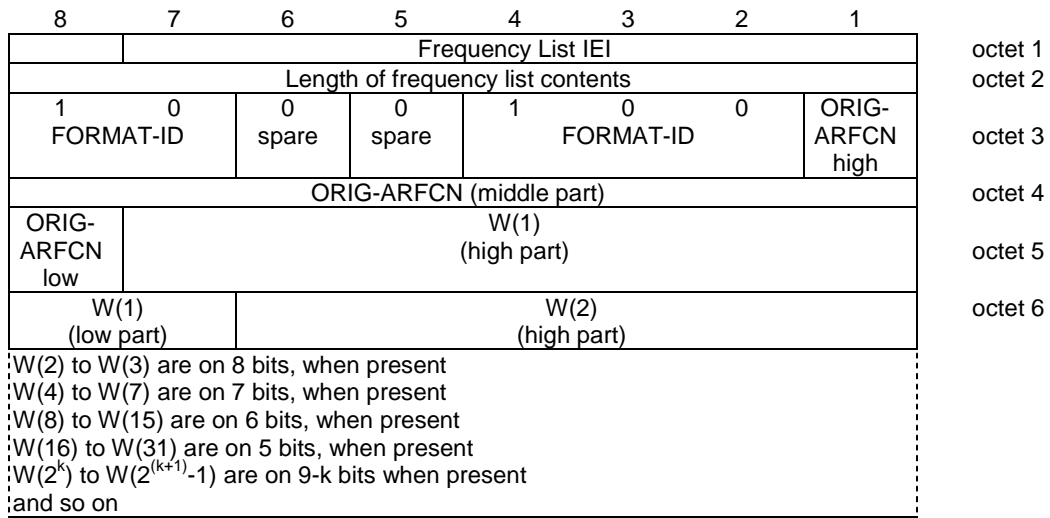 8 7 6 5 4 3 2 1
Frequency List IEI octet 1
Length of frequency list contents octet 2
1 0 0 0 1 0 0 ORIG-
FORMAT-ID spare spare FORMAT-ID ARFCN octet 3
high
ORIG-ARFCN (middle part) octet 4
ORIG- W(1)
ARFCN (high part) octet 5
low
W(1) W(2) octet 6
(low part) (high part)
W(2) to W(3) are on 8 bits, when present
W(4) to W(7) are on 7 bits, when present
W(8) to W(15) are on 6 bits, when present
W(16) to W(31) are on 5 bits, when present
W(2^k) to W(2^(k+1)-1) are on 9-k bits when present
and so on